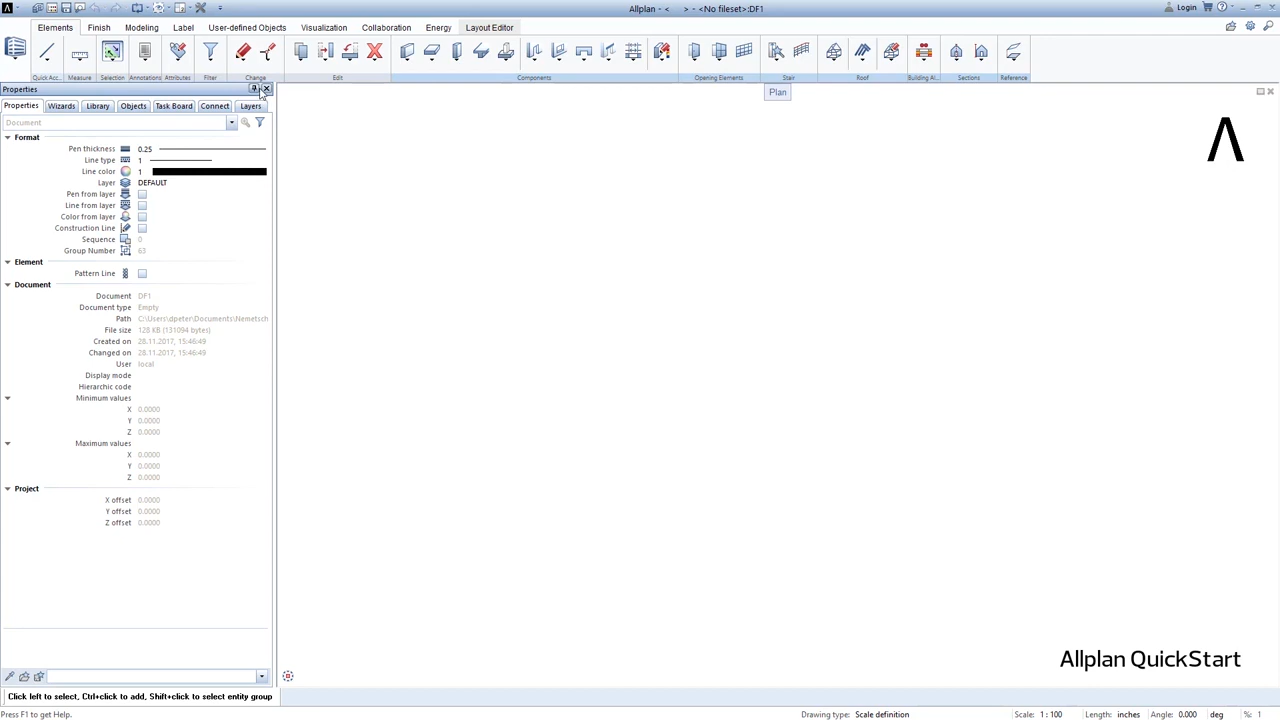 Allplan - <      > - <No fileset>:DF1
Login
Elements Finish Modeling Label User-defined Objects Visualization Collaboration Energy Layout Editor
Quick Acc... Measure Selection Annotations Attributes Filter Change Edit Components Opening Elements Stair Roof Building Al... Sections Reference
Properties
Plan
Properties Wizards Library Objects Task Board Connect Layers
Document
Format
Pen thickness 0.25
Line type 1
Line color 1
Layer DEFAULT
Pen from layer
Line from layer
Color from layer
Construction Line
Sequence 0
Group Number 63
Element
Pattern Line
Document
Document DF1
Document type Empty
Path C:\Users\dpeter\Documents\Nemetsch
File size 128 KB (131094 bytes)
Created on 28.11.2017, 15:46:49
Changed on 28.11.2017, 15:46:49
User local
Display mode
Hierarchic code
Minimum values
X 0.0000
Y 0.0000
Z 0.0000
Maximum values
X 0.0000
Y 0.0000
Z 0.0000
Project
X offset 0.0000
Y offset 0.0000
Z offset 0.0000
Allplan QuickStart
Click left to select, Ctrl+click to add, Shift+click to select entity group
Press F1 to get Help.
Drawing type: Scale definition Scale: 1 : 100 Length: inches Angle: 0.000 deg %: 1